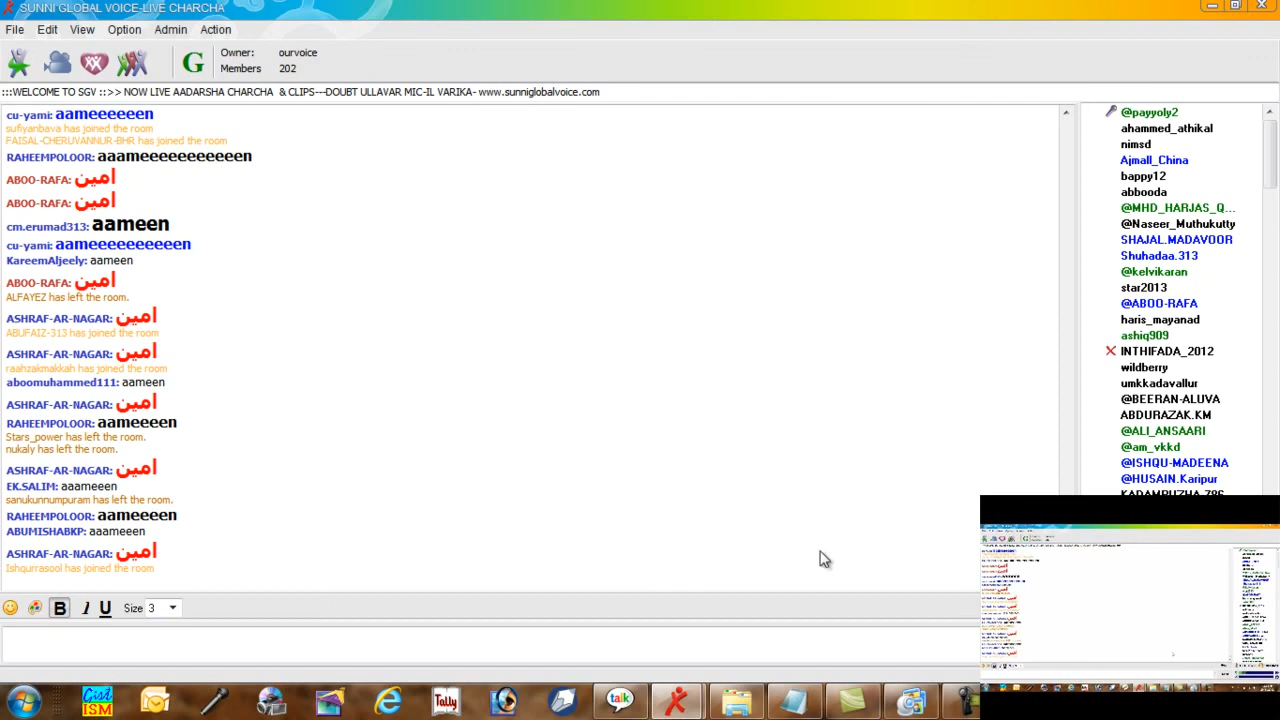 SUNNI GLOBAL VOICE-LIVE CHARCHA
File Edit View Option Admin Action
G Owner: ourvoice
Members 202
:::WELCOME TO SGV ::>> NOW LIVE AADARSHA CHARCHA & CLIPS---DOUBT ULLAVAR MIC-IL VARIKA- www.sunniglobalvoice.com
cu-yami: aameeeeeen
sufiyanbava has joined the room
FAISAL-CHERUVANNUR-BHR has joined the room
RAHEEMPOLOOR: aaameeeeeeeeeeen
ABOO-RAFA: امين
ABOO-RAFA: امين
cm.erumad313: aameen
cu-yami: aameeeeeeeeeeen
KareemAljeely: aameen
ABOO-RAFA: امين
ALFAYEZ has left the room.
ASHRAF-AR-NAGAR: امين
ABUFAIZ-313 has joined the room
ASHRAF-AR-NAGAR: امين
raahzakmakkah has joined the room
aboomuhammed111: aameen
ASHRAF-AR-NAGAR: امين
RAHEEMPOLOOR: aameeeen
Stars_power has left the room.
nukaly has left the room.
ASHRAF-AR-NAGAR: امين
EK.SALIM: aaameeen
sanukunnumpuram has left the room.
RAHEEMPOLOOR: aameeeen
ABUMISHABKP: aaameeen
ASHRAF-AR-NAGAR: امين
Ishqurrasool has joined the room
@payyoly2
ahammed_athikal
nimsd
Ajmall_China
bappy12
abbooda
@MHD_HARJAS_Q...
@Naseer_Muthukutty
SHAJAL.MADAVOOR
Shuhadaa.313
@kelvikaran
star2013
@ABOO-RAFA
haris_mayanad
ashiq909
INTHIFADA_2012
wildberry
umkkadavallur
@BEERAN-ALUVA
ABDURAZAK.KM
@ALI_ANSAARI
@am_vkkd
@ISHQU-MADEENA
@HUSAIN.Karipur
KADAMPUZHA.786
B I U Size 3
Gist
ISM
Tally
talk